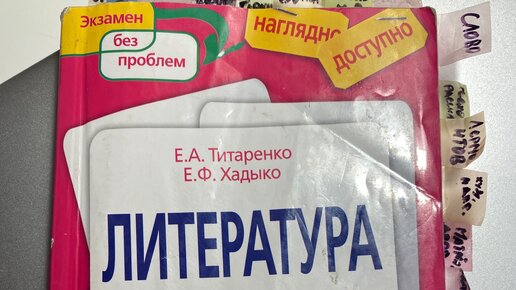 Экзамен
без
проблем
наглядно
доступно
Е.А. Титаренко
Е.Ф. Хадыко
ЛИТЕРАТУРА
СЛОВО